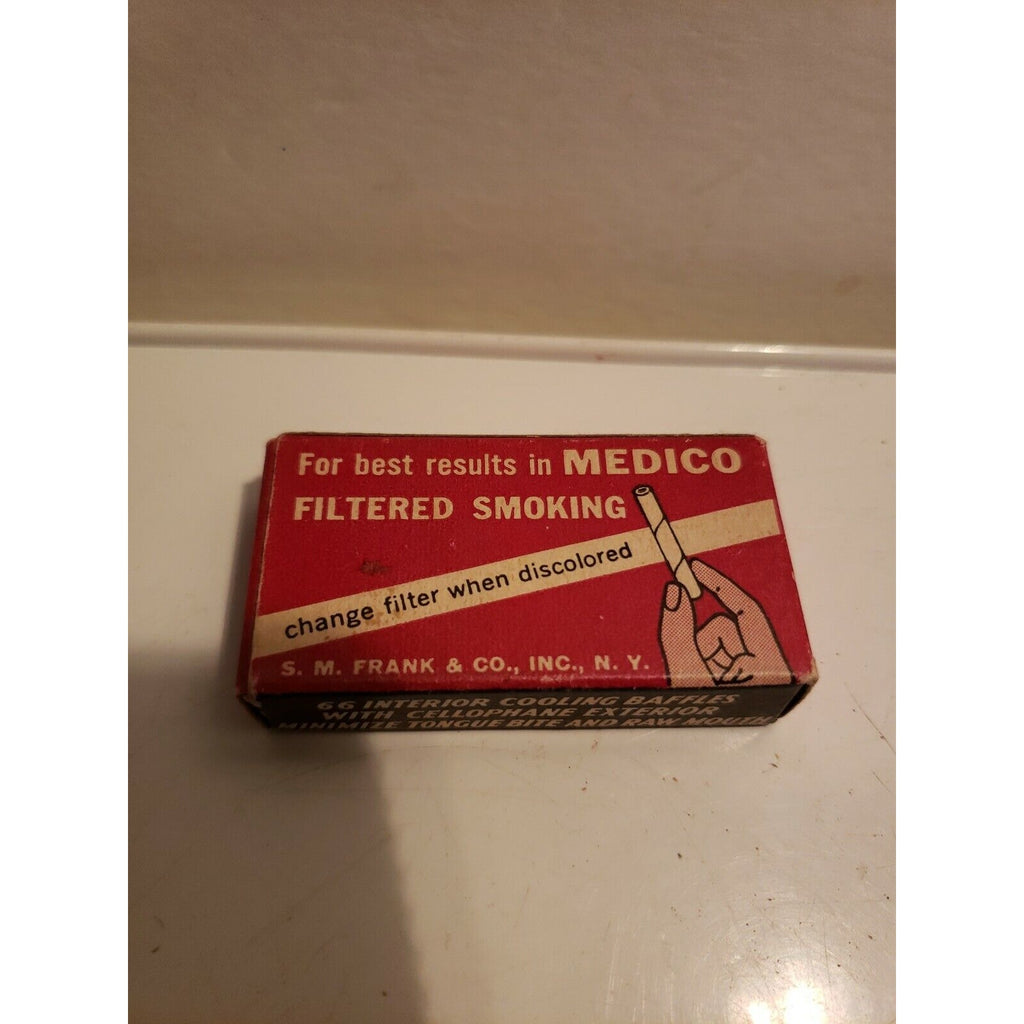 For best results in MEDICO
FILTERED SMOKING
change filter when discolored
S. M. FRANK & CO., INC., N. Y.
66 INTERIOR COOLING BAFFLES
WITH CELLOPHANE EXTERIOR
MINIMIZE TONGUE BITE AND RAW MOUTH